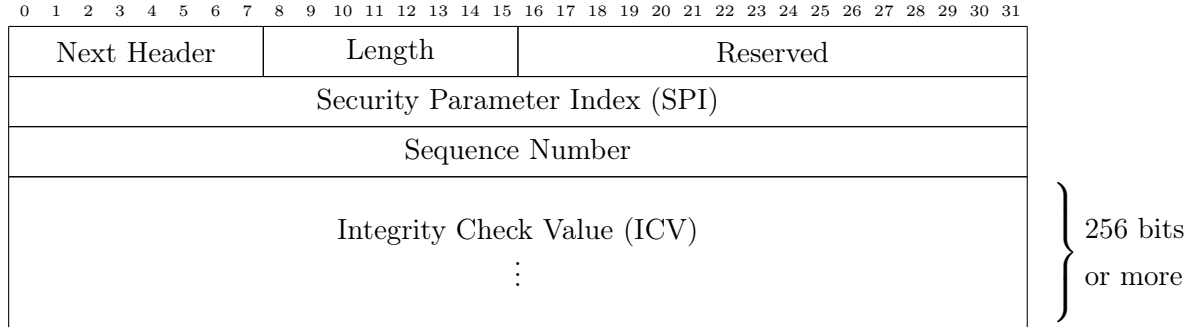 0 1 2 3 4 5 6 7 8 9 10 11 12 13 14 15 16 17 18 19 20 21 22 23 24 25 26 27 28 29 30 31
Next Header Length Reserved
Security Parameter Index (SPI)
Sequence Number
Integrity Check Value (ICV)
⋮
256 bits
or more